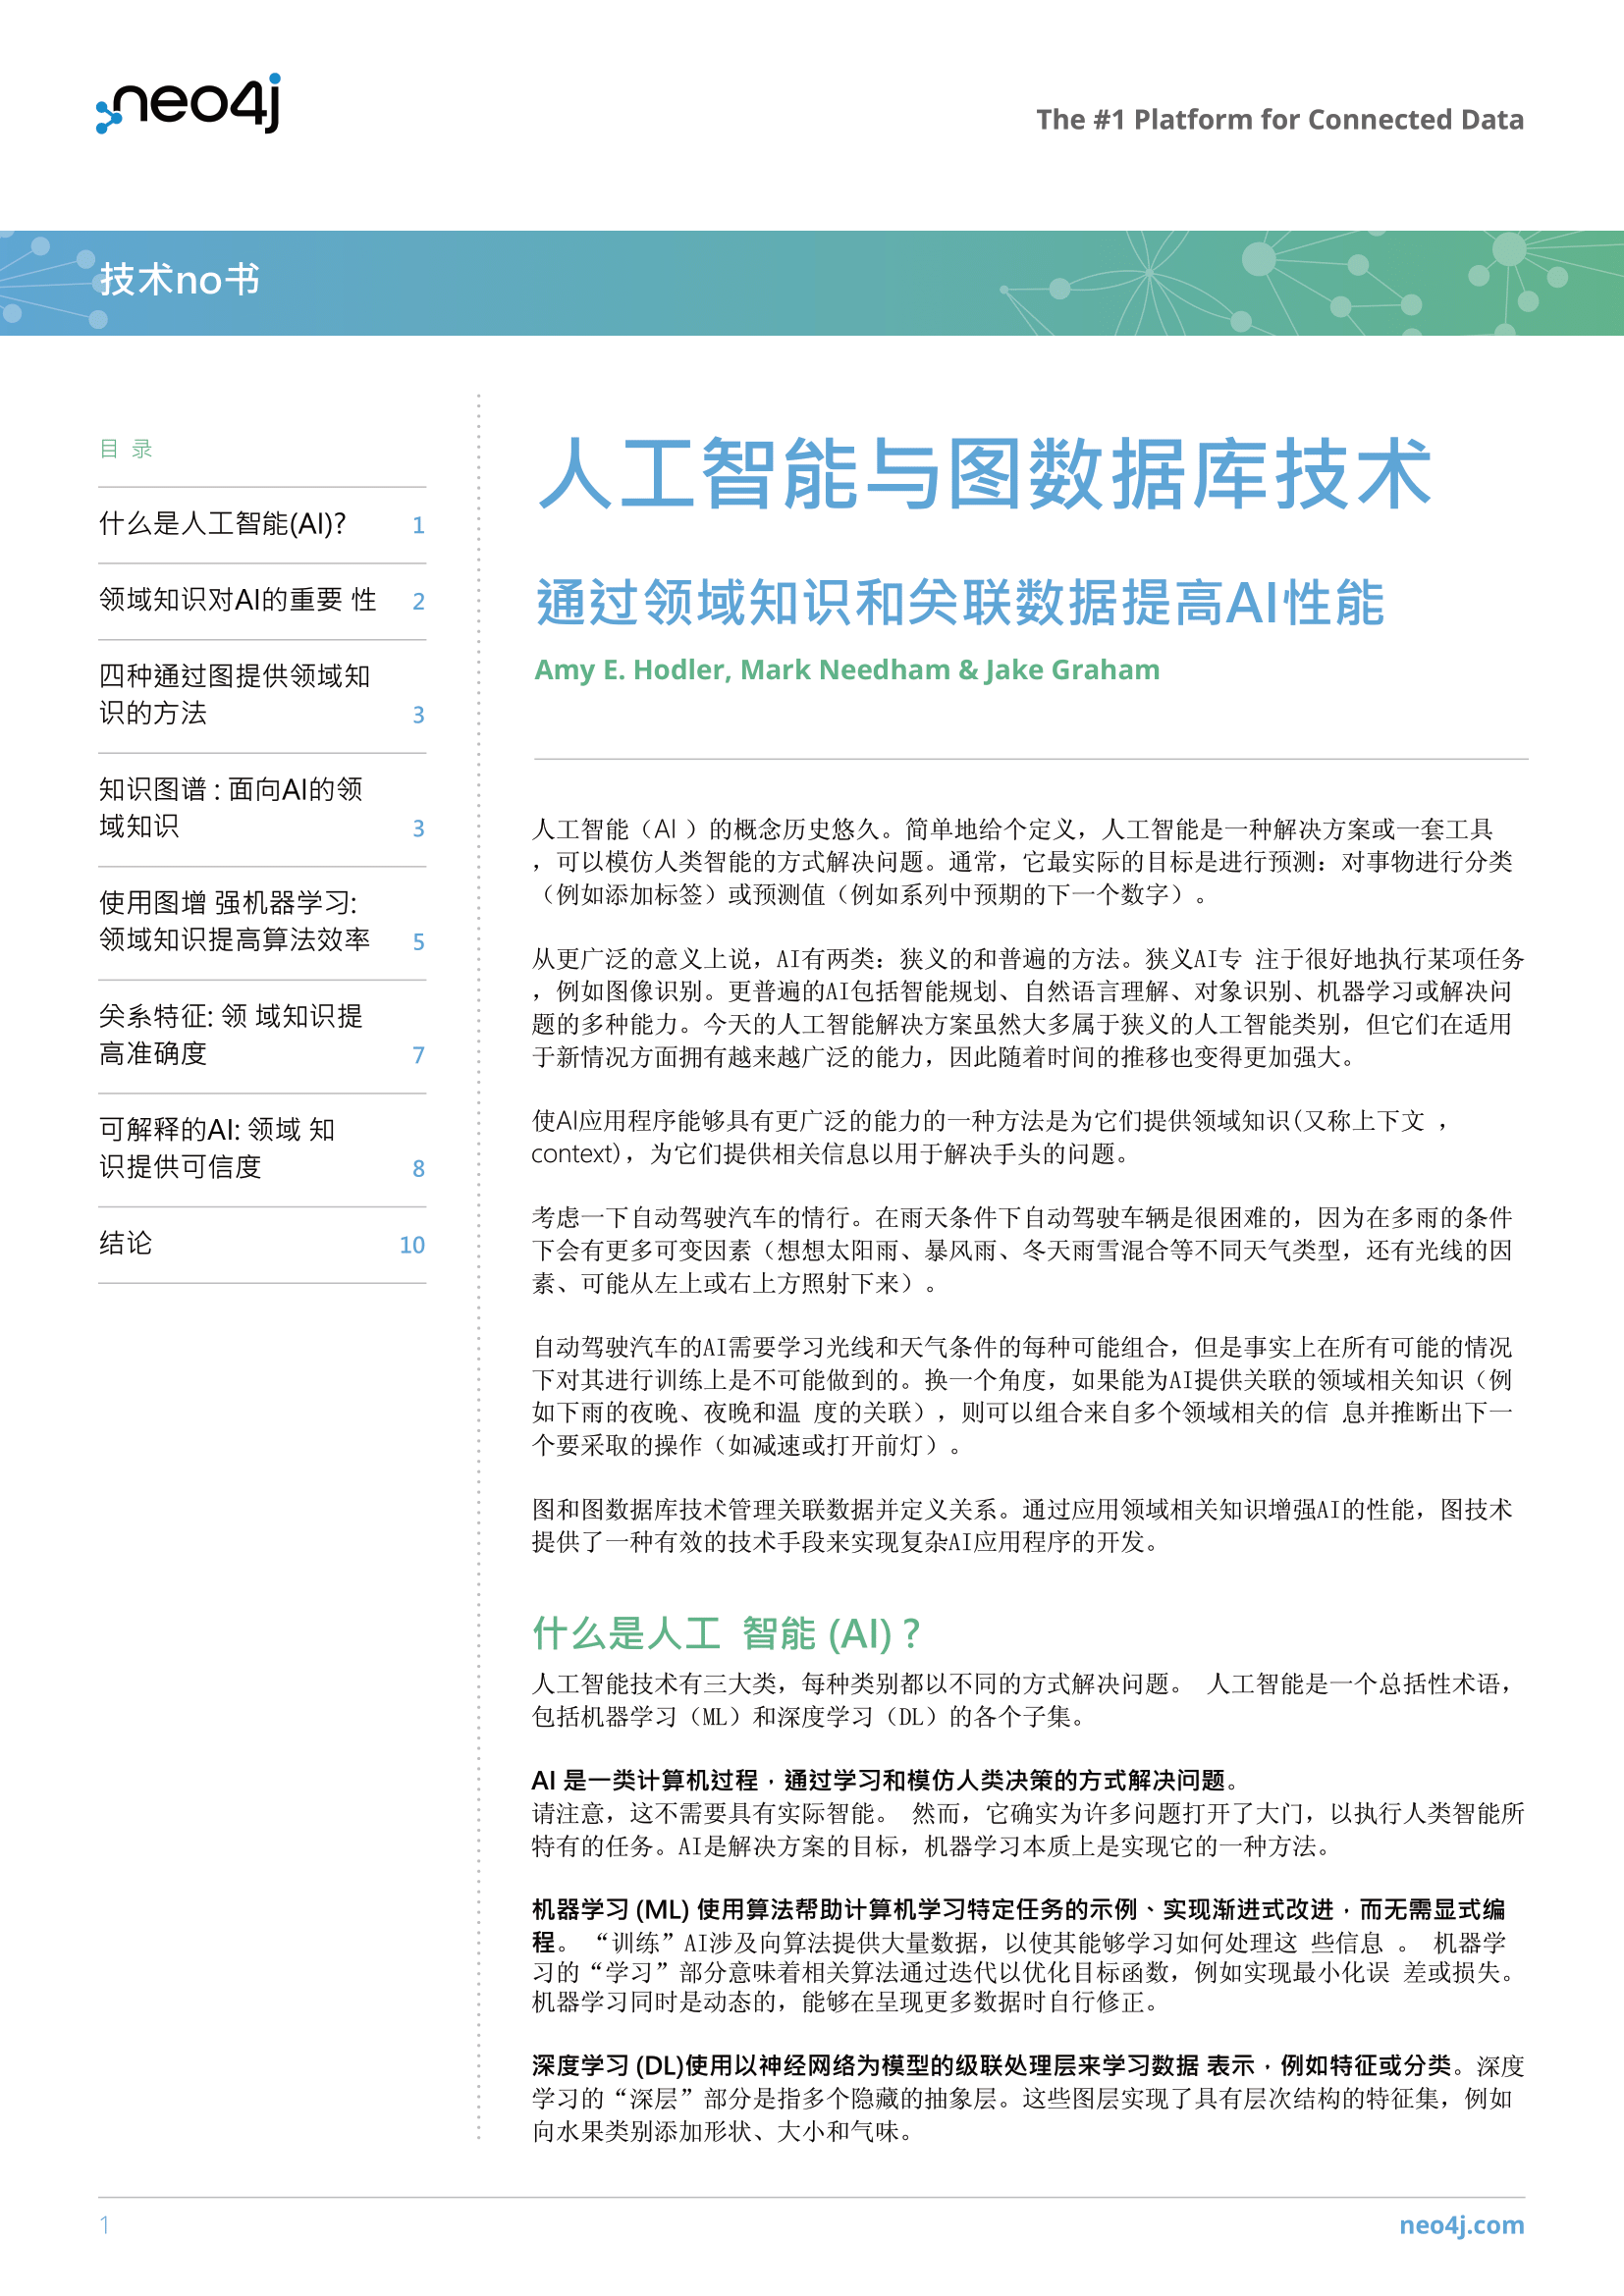 neo4j
The #1 Platform for Connected Data
技术no书
目 录
什么是人工智能(AI)? 1
领域知识对AI的重要 性 2
四种通过图提供领域知
识的方法 3
知识图谱 : 面向AI的领
域知识 3
使用图增 强机器学习:
领域知识提高算法效率 5
关系特征: 领 域知识提
高准确度 7
可解释的AI: 领域 知
识提供可信度 8
结论 10
人工智能与图数据库技术
通过领域知识和关联数据提高AI性能
Amy E. Hodler, Mark Needham & Jake Graham
人工智能（AI ）的概念历史悠久。简单地给个定义，人工智能是一种解决方案或一套工具
，可以模仿人类智能的方式解决问题。通常，它最实际的目标是进行预测：对事物进行分类
（例如添加标签）或预测值（例如系列中预期的下一个数字）。
从更广泛的意义上说，AI有两类：狭义的和普遍的方法。狭义AI专 注于很好地执行某项任务
，例如图像识别。更普遍的AI包括智能规划、自然语言理解、对象识别、机器学习或解决问
题的多种能力。今天的人工智能解决方案虽然大多属于狭义的人工智能类别，但它们在适用
于新情况方面拥有越来越广泛的能力，因此随着时间的推移也变得更加强大。
使AI应用程序能够具有更广泛的能力的一种方法是为它们提供领域知识(又称上下文 ，
context)，为它们提供相关信息以用于解决手头的问题。
考虑一下自动驾驶汽车的情行。在雨天条件下自动驾驶车辆是很困难的，因为在多雨的条件
下会有更多可变因素（想想太阳雨、暴风雨、冬天雨雪混合等不同天气类型，还有光线的因
素、可能从左上或右上方照射下来）。
自动驾驶汽车的AI需要学习光线和天气条件的每种可能组合，但是事实上在所有可能的情况
下对其进行训练上是不可能做到的。换一个角度，如果能为AI提供关联的领域相关知识（例
如下雨的夜晚、夜晚和温 度的关联），则可以组合来自多个领域相关的信 息并推断出下一
个要采取的操作（如减速或打开前灯）。
图和图数据库技术管理关联数据并定义关系。通过应用领域相关知识增强AI的性能，图技术
提供了一种有效的技术手段来实现复杂AI应用程序的开发。
什么是人工 智能 (AI) ?
人工智能技术有三大类，每种类别都以不同的方式解决问题。 人工智能是一个总括性术语，
包括机器学习（ML）和深度学习（DL）的各个子集。
AI 是一类计算机过程，通过学习和模仿人类决策的方式解决问题。
请注意，这不需要具有实际智能。 然而，它确实为许多问题打开了大门，以执行人类智能所
特有的任务。AI是解决方案的目标，机器学习本质上是实现它的一种方法。
机器学习 (ML) 使用算法帮助计算机学习特定任务的示例、实现渐进式改进，而无需显式编
程。 “训练”AI涉及向算法提供大量数据，以使其能够学习如何处理这 些信息 。 机器学
习的“学习”部分意味着相关算法通过迭代以优化目标函数，例如实现最小化误 差或损失。
机器学习同时是动态的，能够在呈现更多数据时自行修正。
深度学习 (DL)使用以神经网络为模型的级联处理层来学习数据 表示，例如特征或分类。深度
学习的“深层”部分是指多个隐藏的抽象层。这些图层实现了具有层次结构的特征集，例如
向水果类别添加形状、大小和气味。
1
neo4j.com